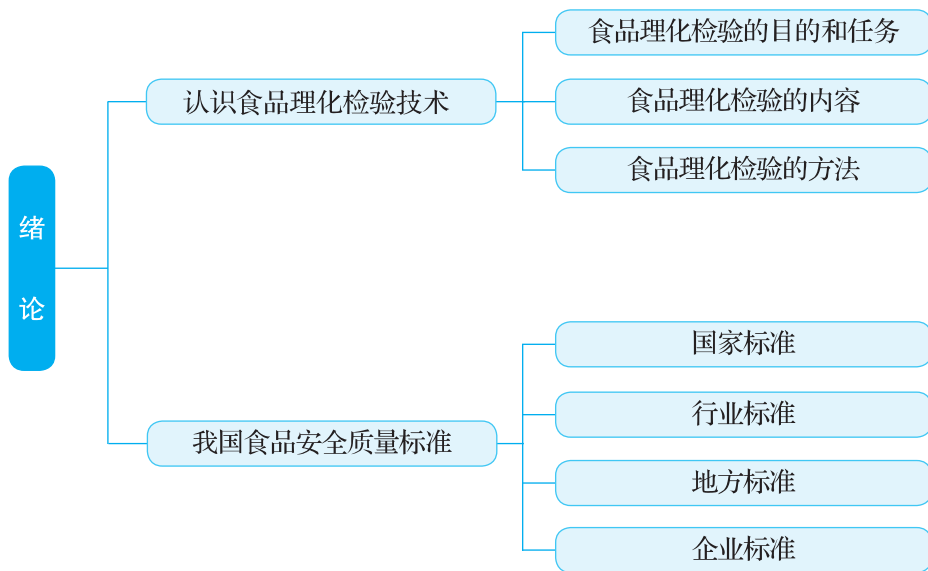 绪论
认识食品理化检验技术
食品理化检验的目的和任务
食品理化检验的内容
食品理化检验的方法
我国食品安全质量标准
国家标准
行业标准
地方标准
企业标准